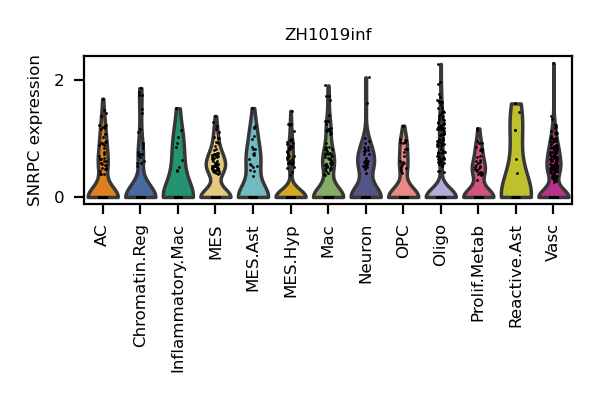 ZH1019inf
SNRPC expression
2
0
AC
Chromatin.Reg
Inflammatory.Mac
MES
MES.Ast
MES.Hyp
Mac
Neuron
OPC
Oligo
Prolif.Metab
Reactive.Ast
Vasc